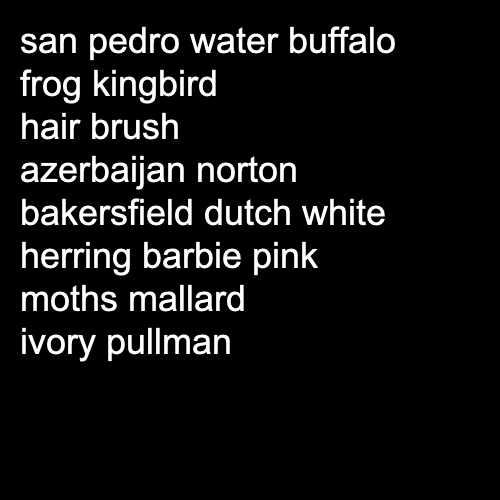 san pedro water buffalo
frog kingbird
hair brush
azerbaijan norton
bakersfield dutch white
herring barbie pink
moths mallard
ivory pullman